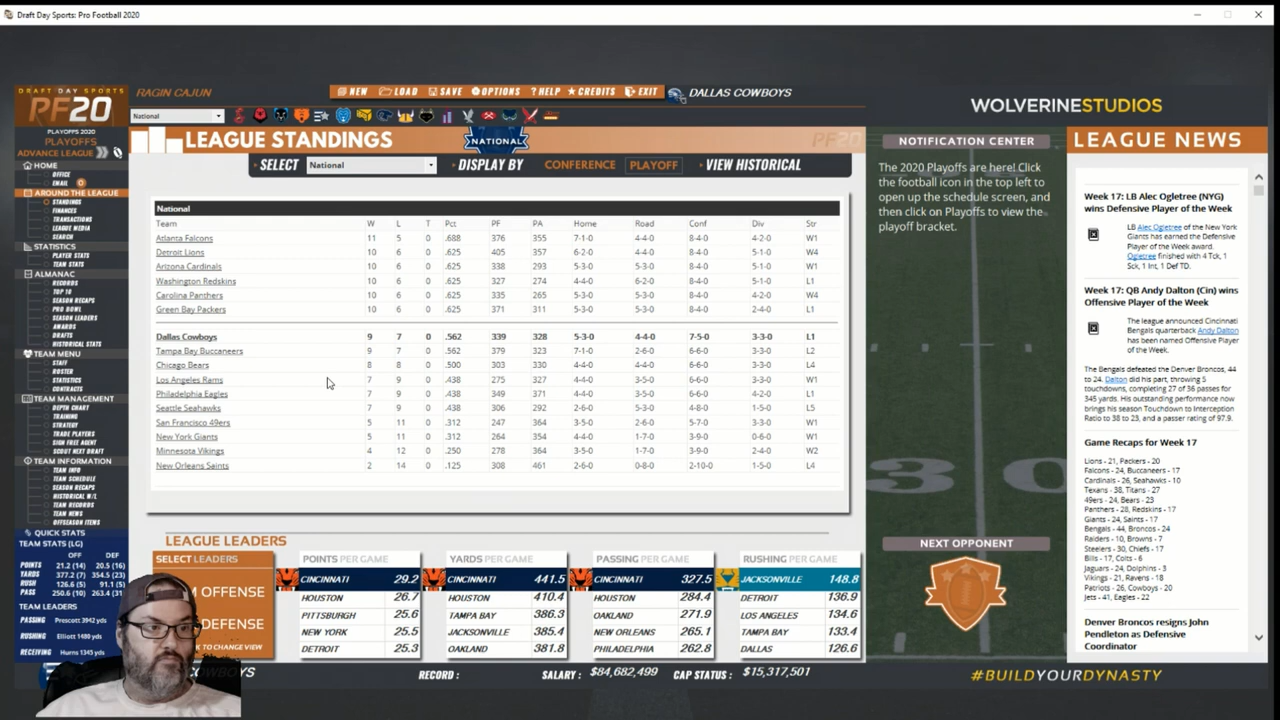 Draft Day Sports: Pro Football 2020
DRAFT DAY SPORTS
PF20
RAGIN CAJUN
NEW LOAD SAVE OPTIONS ? HELP ★ CREDITS EXIT
DALLAS COWBOYS
WOLVERINESTUDIOS
National
PLAYOFFS 2020
PLAYOFFS
ADVANCE LEAGUE
HOME
OFFICE
EMAIL
AROUND THE LEAGUE
STANDINGS
FINANCES
TRANSACTIONS
LEAGUE MEDIA
SEARCH
STATISTICS
PLAYER STATS
TEAM STATS
ALMANAC
RECORDS
TOP 10
SEASON RECAPS
PRO BOWL
SEASON LEADERS
AWARDS
DRAFTS
HISTORICAL STATS
TEAM MENU
STAFF
ROSTER
STATISTICS
CONTRACTS
TEAM MANAGEMENT
DEPTH CHART
TRAINING
STRATEGY
TRADE PLAYERS
SIGN FREE AGENT
SCOUT NEXT DRAFT
TEAM INFORMATION
TEAM INFO
TEAM SCHEDULE
SEASON RECAPS
HISTORICAL W/L
TEAM RECORDS
TEAM NEWS
OFFSEASON ITEMS
QUICK STATS
TEAM STATS (LG)
OFF DEF
POINTS 21.2 (14) 20.5 (16)
YARDS 377.2 (7) 354.5 (23)
RUSH 126.6 (5) 91.1 (5)
PASS 250.6 (10) 263.4 (31
TEAM LEADERS
PASSING Prescott 3942 yds
RUSHING Elliott 1480 yds
RECEIVING Hurns 1345 yds
LEAGUE STANDINGS
NATIONAL
PF20
SELECT National DISPLAY BY CONFERENCE PLAYOFF VIEW HISTORICAL
National
Team W L T Pct PF PA Home Road Conf Div Str
Atlanta Falcons 11 5 0 .688 376 355 7-1-0 4-4-0 8-4-0 4-2-0 W1
Detroit Lions 10 6 0 .625 405 357 6-2-0 4-4-0 8-4-0 5-1-0 W4
Arizona Cardinals 10 6 0 .625 338 293 5-3-0 5-3-0 8-4-0 5-1-0 W1
Washington Redskins 10 6 0 .625 327 274 4-4-0 6-2-0 8-4-0 5-1-0 L1
Carolina Panthers 10 6 0 .625 315 265 5-3-0 5-3-0 8-4-0 4-2-0 W4
Green Bay Packers 10 6 0 .625 371 311 5-3-0 5-3-0 8-4-0 2-4-0 L1
Dallas Cowboys 9 7 0 .562 339 328 5-3-0 4-4-0 7-5-0 3-3-0 L1
Tampa Bay Buccaneers 9 7 0 .562 379 323 7-1-0 2-6-0 6-6-0 3-3-0 L2
Chicago Bears 8 8 0 .500 303 330 4-4-0 4-4-0 6-6-0 3-3-0 L4
Los Angeles Rams 7 9 0 .438 275 327 4-4-0 3-5-0 6-6-0 3-3-0 W1
Philadelphia Eagles 7 9 0 .438 349 371 4-4-0 3-5-0 6-6-0 4-2-0 L1
Seattle Seahawks 7 9 0 .438 306 292 2-6-0 5-3-0 4-8-0 1-5-0 L5
San Francisco 49ers 5 11 0 .312 247 364 3-5-0 2-6-0 5-7-0 3-3-0 W1
New York Giants 5 11 0 .312 264 354 4-4-0 1-7-0 3-9-0 0-6-0 W1
Minnesota Vikings 4 12 0 .250 278 364 3-5-0 1-7-0 3-9-0 2-4-0 W2
New Orleans Saints 2 14 0 .125 308 461 2-6-0 0-8-0 2-10-0 1-5-0 L4
LEAGUE LEADERS
SELECT LEADERS
OFFENSE
DEFENSE
TO CHANGE VIEW
POINTS PER GAME
CINCINNATI 29.2
HOUSTON 26.7
PITTSBURGH 25.6
NEW YORK 25.5
DETROIT 25.3
YARDS PER GAME
CINCINNATI 441.5
HOUSTON 410.4
TAMPA BAY 386.3
JACKSONVILLE 385.4
OAKLAND 381.8
PASSING PER GAME
CINCINNATI 327.5
HOUSTON 284.4
OAKLAND 271.9
NEW ORLEANS 265.1
PHILADELPHIA 262.8
RUSHING PER GAME
JACKSONVILLE 148.8
DETROIT 136.9
LOS ANGELES 134.6
TAMPA BAY 133.4
DALLAS 126.6
RECORD : SALARY : $84,682,499 CAP STATUS : $15,317,501
NOTIFICATION CENTER
The 2020 Playoffs are here! Click
the football icon in the top left to
open up the schedule screen, and
then click on Playoffs to view the
playoff bracket.
3 0
NEXT OPPONENT
LEAGUE NEWS
Week 17: LB Alec Ogletree (NYG)
wins Defensive Player of the Week
LB Alec Ogletree of the New York
Giants has earned the Defensive
Player of the Week award.
Ogletree finished with 4 Tck, 1
Sck, 1 Int, 1 Def TD.
Week 17: QB Andy Dalton (Cin) wins
Offensive Player of the Week
The league announced Cincinnati
Bengals quarterback Andy Dalton
has been named Offensive Player
of the Week.
The Bengals defeated the Denver Broncos, 44
to 24. Dalton did his part, throwing 5
touchdowns, completing 27 of 36 passes for
345 yards. His outstanding performance now
brings his season Touchdown to Interception
Ratio to 38 to 23, and a passer rating of 97.9.
Game Recaps for Week 17
Lions - 21, Packers - 20
Falcons - 24, Buccaneers - 17
Cardinals - 26, Seahawks - 10
Texans - 38, Titans - 27
49ers - 24, Bears - 23
Panthers - 28, Redskins - 17
Giants - 24, Saints - 17
Bengals - 44, Broncos - 24
Raiders - 10, Browns - 7
Steelers - 30, Chiefs - 17
Bills - 17, Colts - 6
Jaguars - 24, Dolphins - 3
Vikings - 21, Ravens - 18
Patriots - 26, Cowboys - 20
Jets - 41, Eagles - 22
Denver Broncos resigns John
Pendleton as Defensive
Coordinator
#BUILDYOURDYNASTY